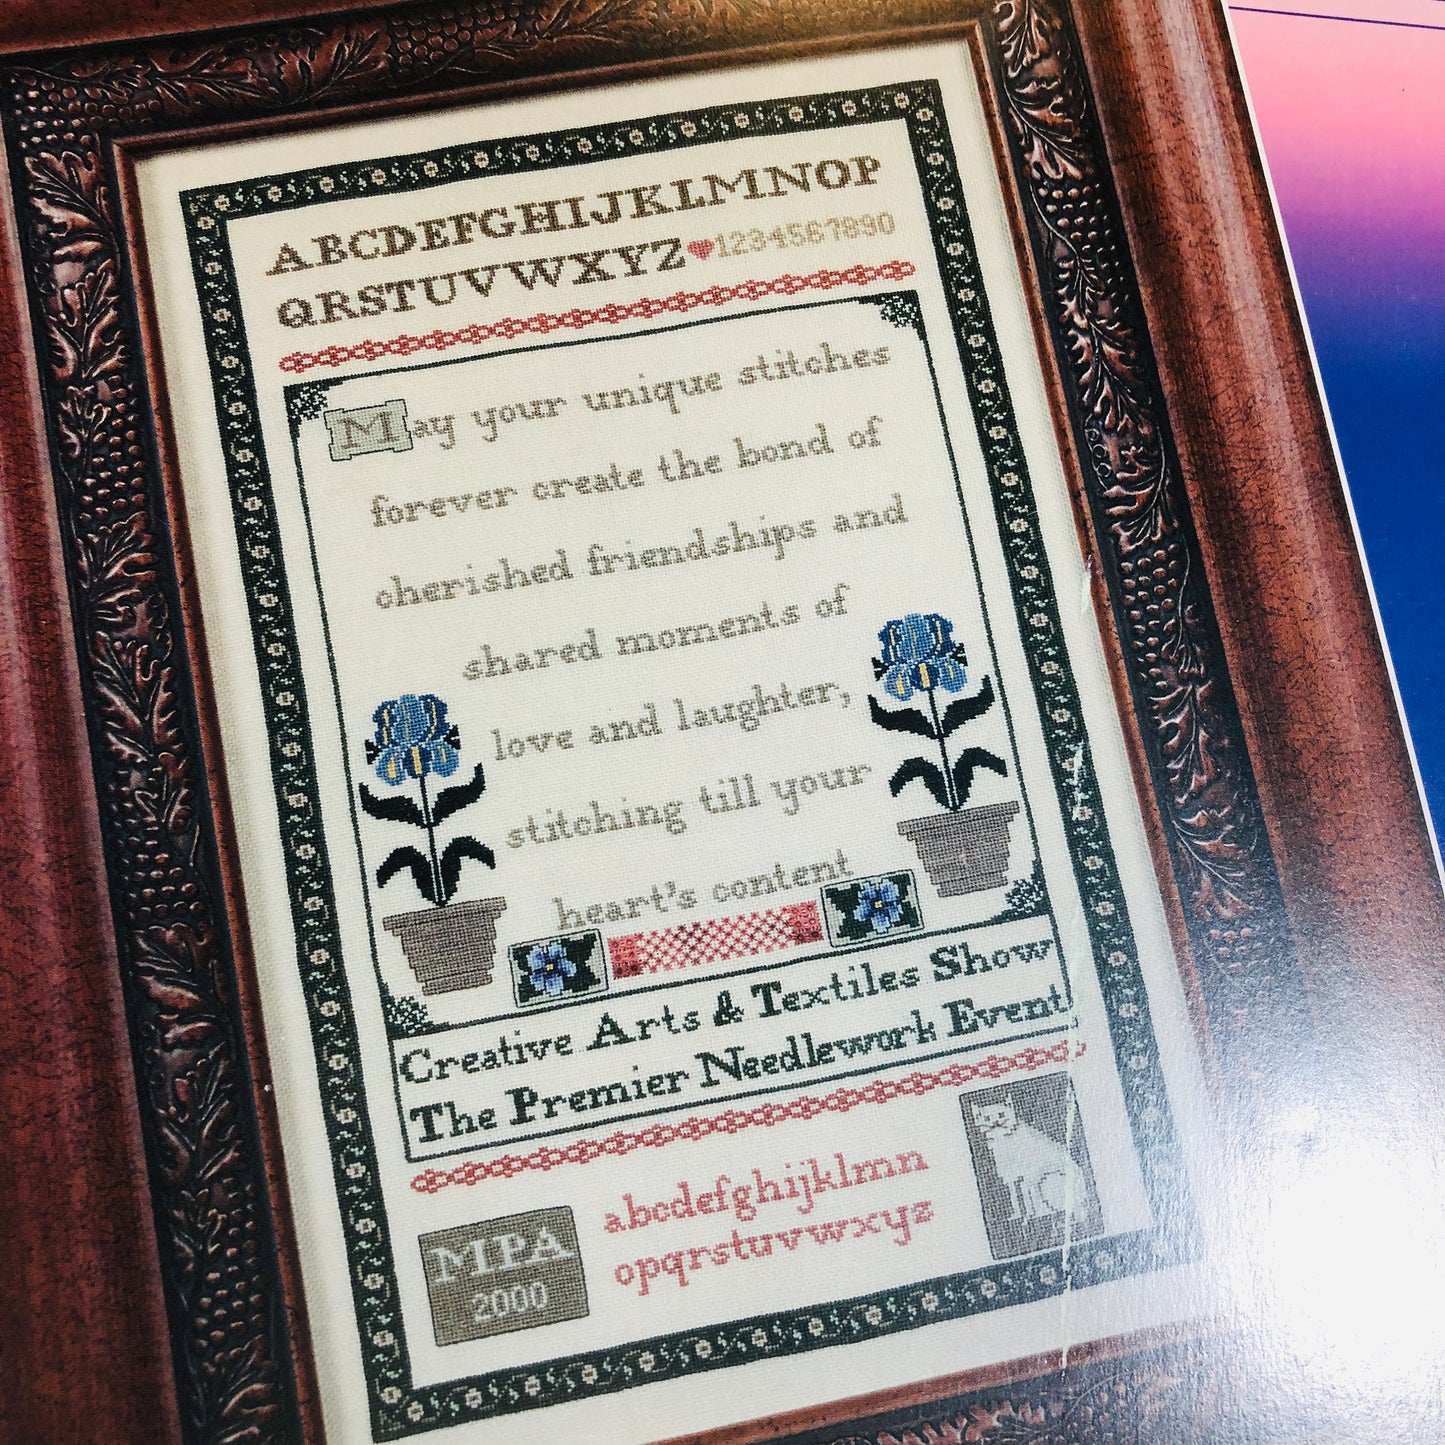 ABCDEFGHIJKLMNOP
QRSTUVWXYZ♥1234567890
May your unique stitches
forever create the bond of
cherished friendships and
shared moments of
love and laughter,
stitching till your
heart's content
Creative Arts & Textiles Show
The Premier Needlework Event
abcdefghijklmn
opqrstuvwxyz
MPA
2000